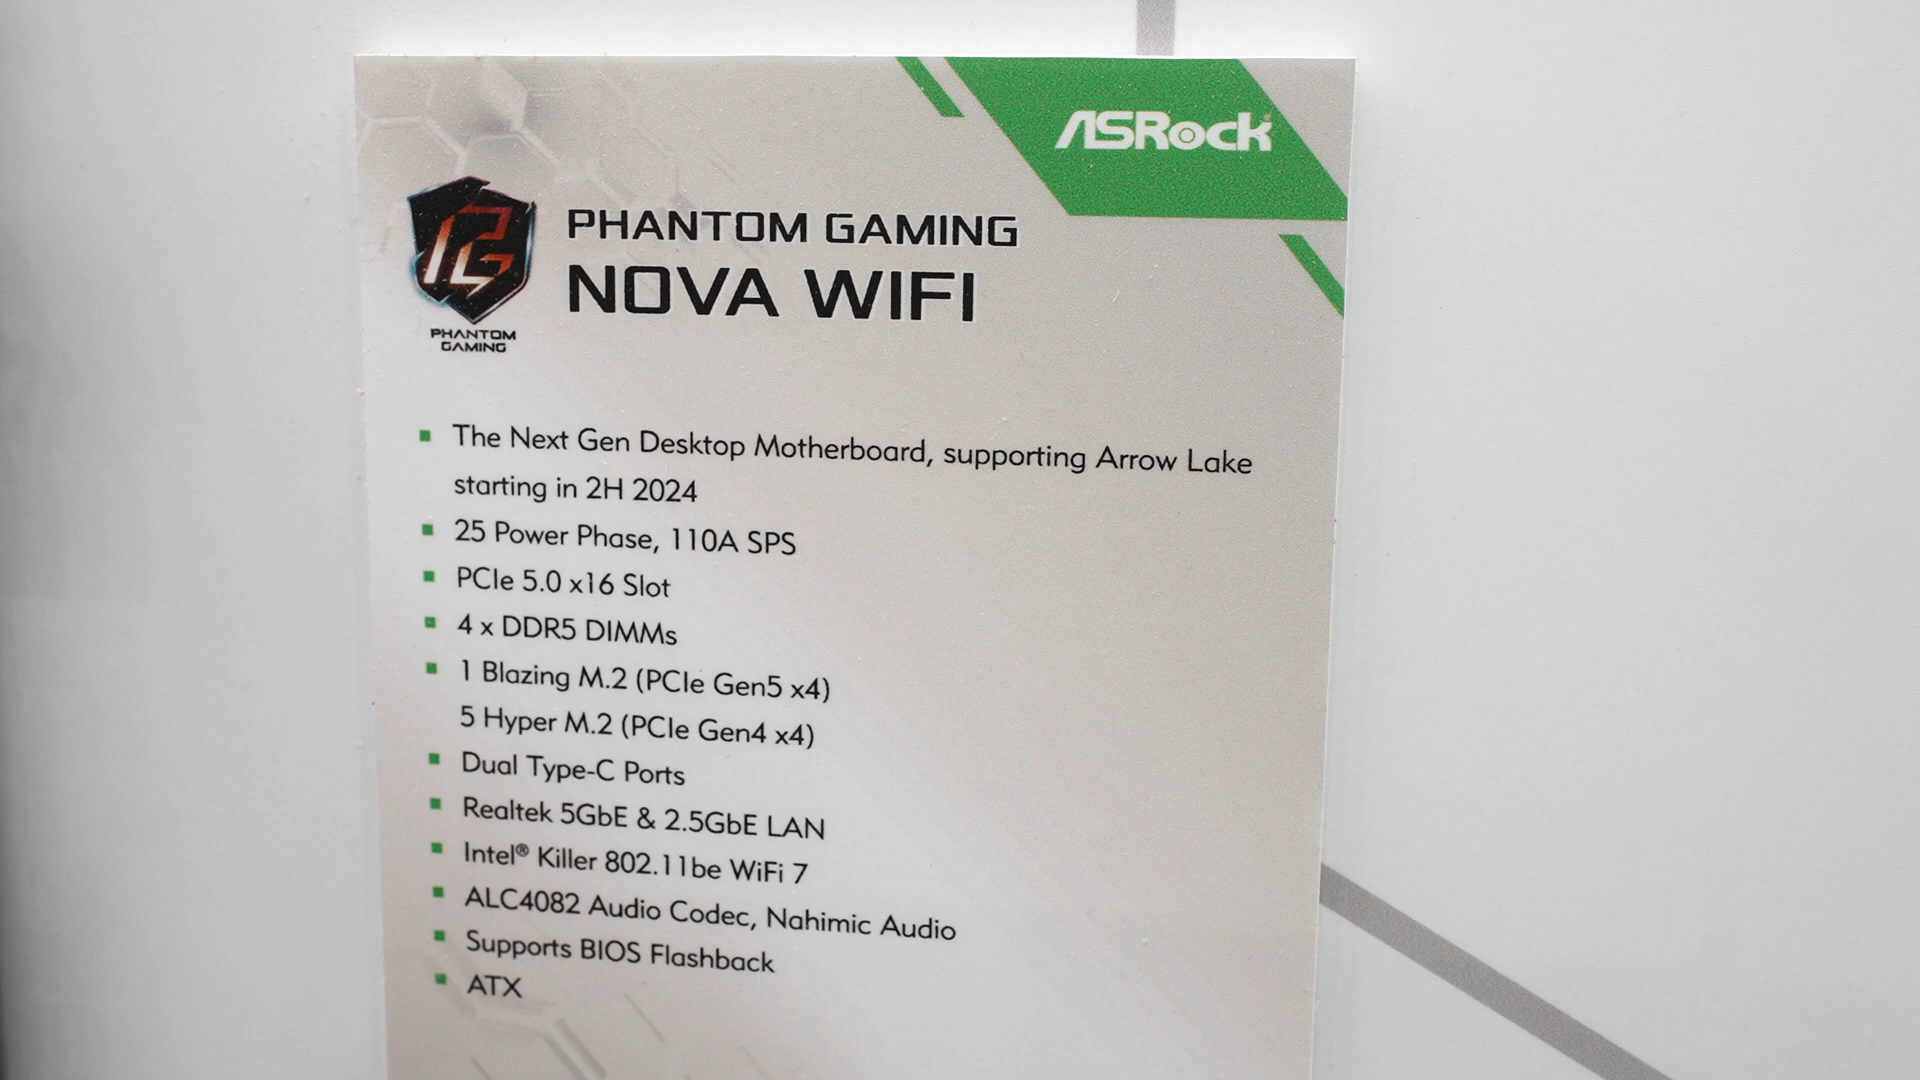 ASRock
PHANTOM GAMING
NOVA WIFI
PHANTOM
GAMING
▪ The Next Gen Desktop Motherboard, supporting Arrow Lake
starting in 2H 2024
▪ 25 Power Phase, 110A SPS
▪ PCIe 5.0 x16 Slot
▪ 4 x DDR5 DIMMs
▪ 1 Blazing M.2 (PCIe Gen5 x4)
5 Hyper M.2 (PCIe Gen4 x4)
▪ Dual Type-C Ports
▪ Realtek 5GbE & 2.5GbE LAN
▪ Intel® Killer 802.11be WiFi 7
▪ ALC4082 Audio Codec, Nahimic Audio
▪ Supports BIOS Flashback
▪ ATX